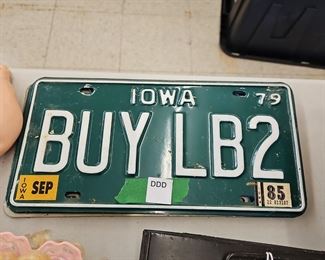 IOWA 79
BUY LB2
IOWA SEP DDD 85